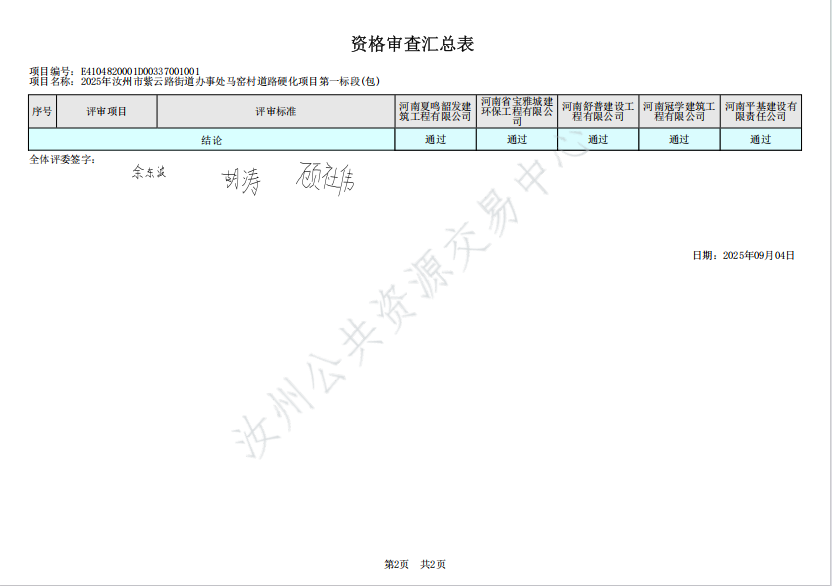 资格审查汇总表
项目编号: E4104820001D00337001001
项目名称: 2025年汝州市紫云路街道办事处马窑村道路硬化项目第一标段(包)
序号 评审项目 评审标准 河南夏鸣韶发建筑工程有限公司 河南省宝雅城建环保工程有限公司 河南舒普建设工程有限公司 河南冠学建筑工程有限公司 河南平基建设有限责任公司
结论 通过 通过 通过 通过 通过
全体评委签字:
余东波 胡涛 顾社伟
日期: 2025年09月04日
汝州公共资源交易中心
第2页 共2页